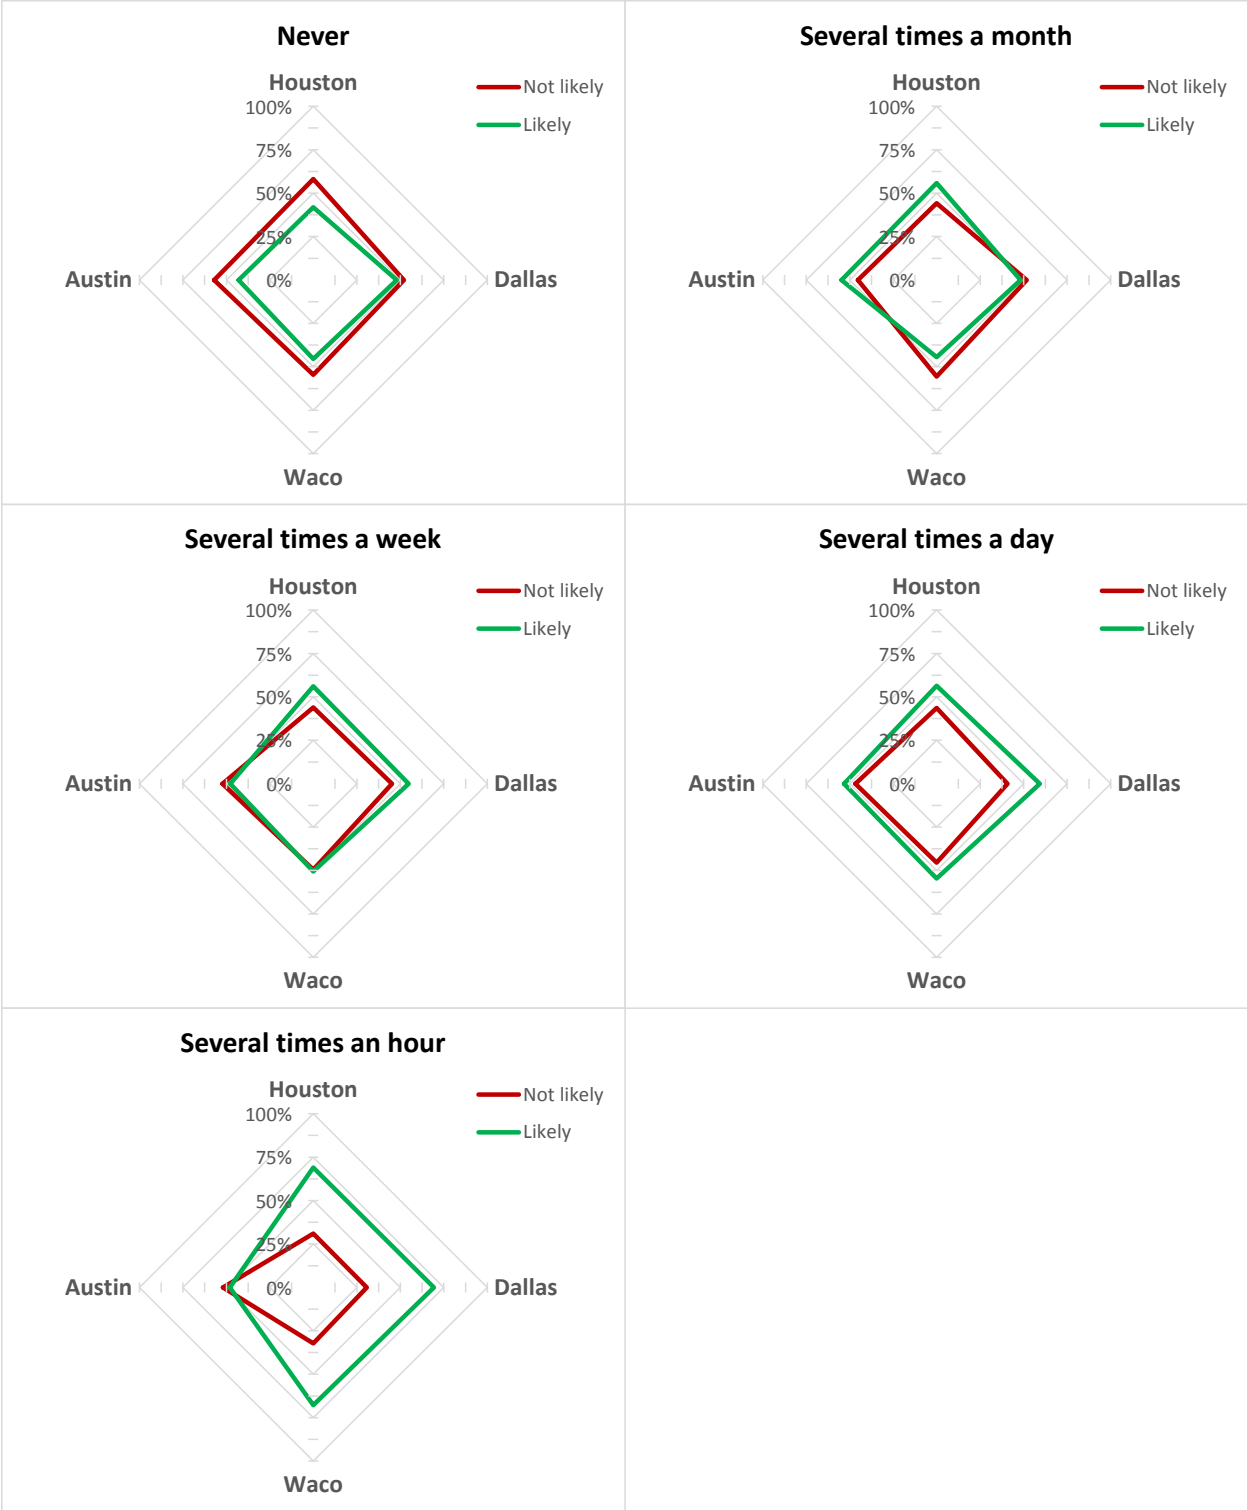 Never
Houston
Not likely
Likely
100%
75%
50%
25%
0%
Austin
Dallas
Waco
Several times a month
Houston
Not likely
Likely
100%
75%
50%
25%
0%
Austin
Dallas
Waco
Several times a week
Houston
Not likely
Likely
100%
75%
50%
25%
0%
Austin
Dallas
Waco
Several times a day
Houston
Not likely
Likely
100%
75%
50%
25%
0%
Austin
Dallas
Waco
Several times an hour
Houston
Not likely
Likely
100%
75%
50%
25%
0%
Austin
Dallas
Waco